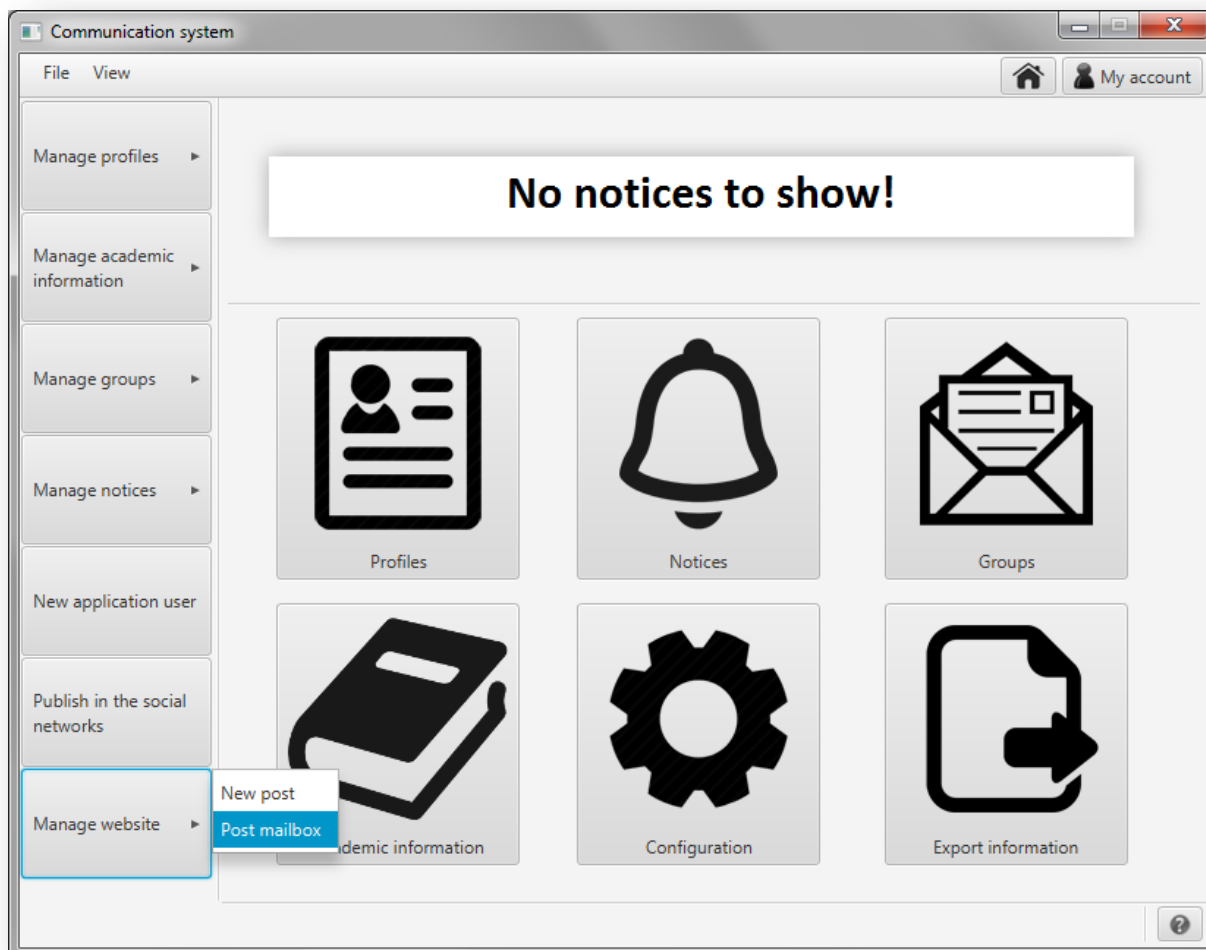 Communication system
File View
My account
Manage profiles
Manage academic
information
Manage groups
Manage notices
New application user
Publish in the social
networks
Manage website
New post
Post mailbox
No notices to show!
Profiles
Notices
Groups
demic information
Configuration
Export information